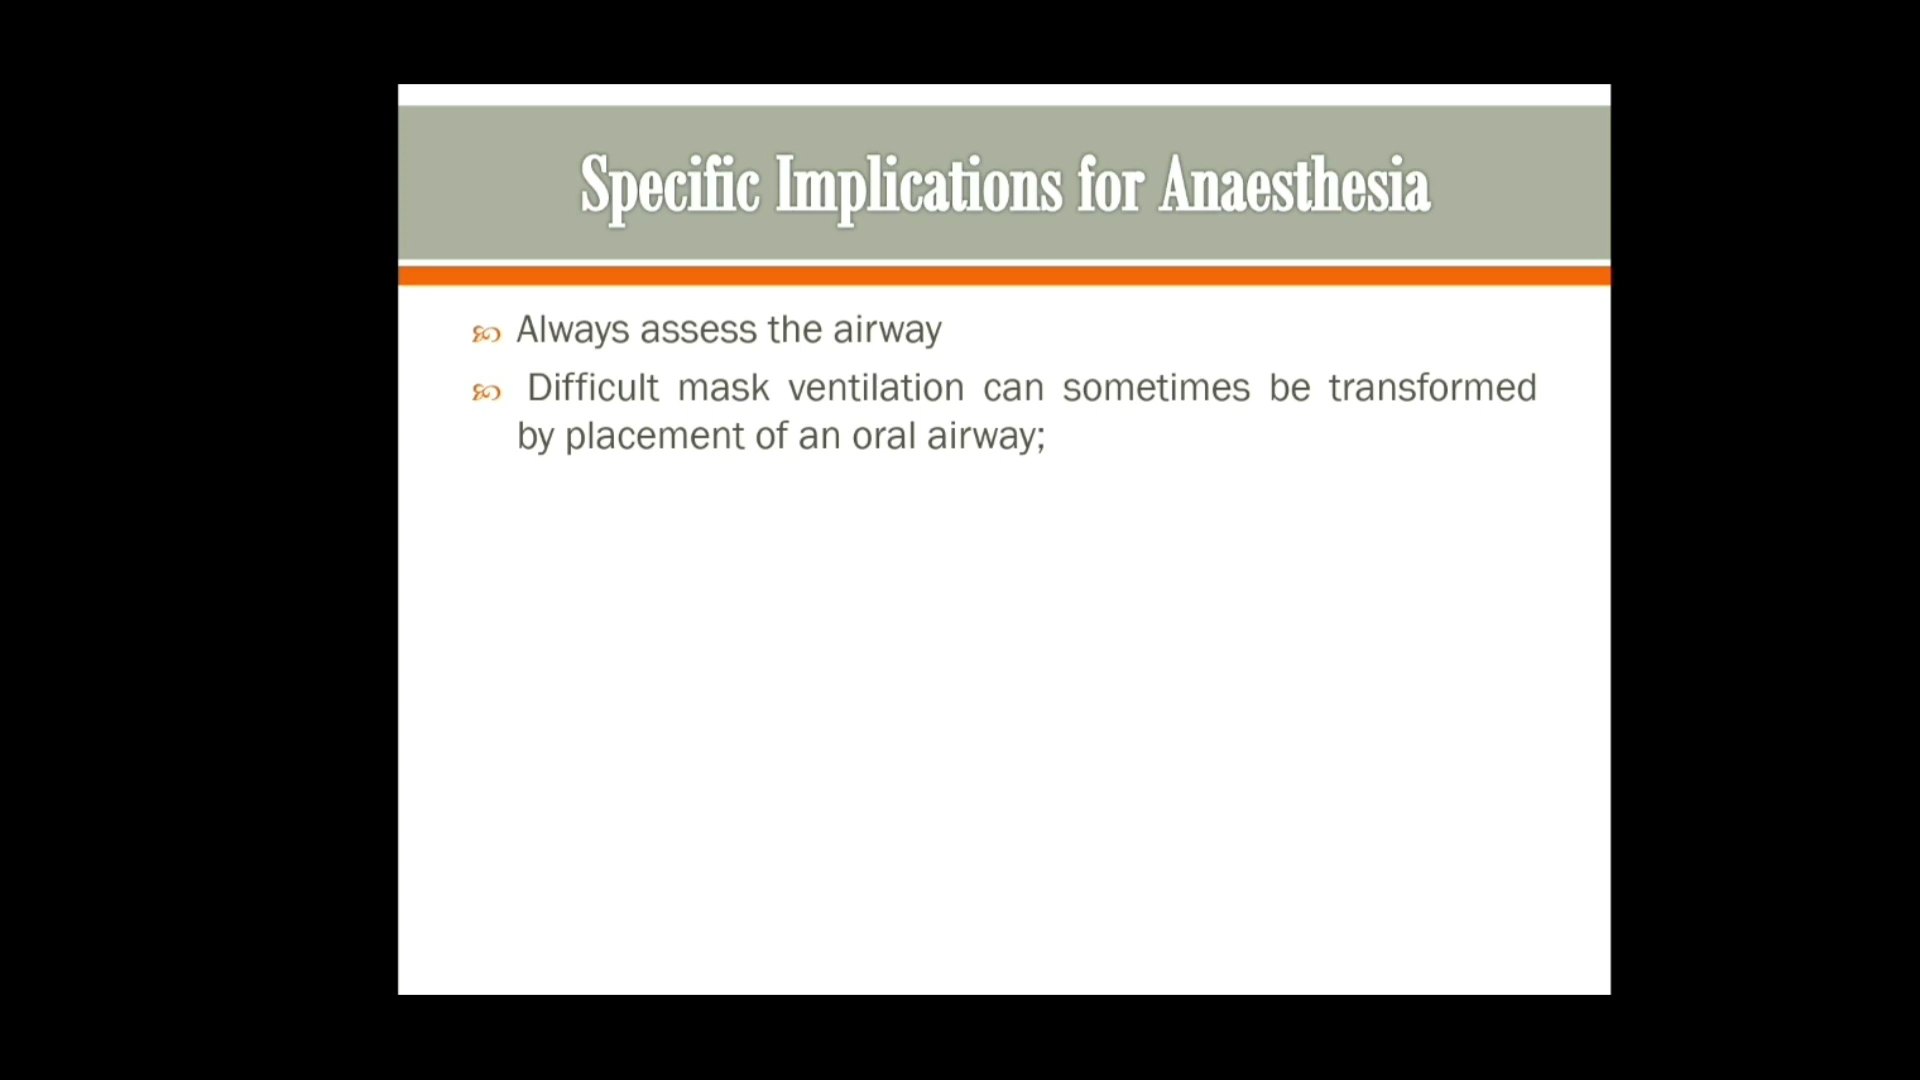 Specific Implications for Anaesthesia
Always assess the airway
Difficult mask ventilation can sometimes be transformed
by placement of an oral airway;